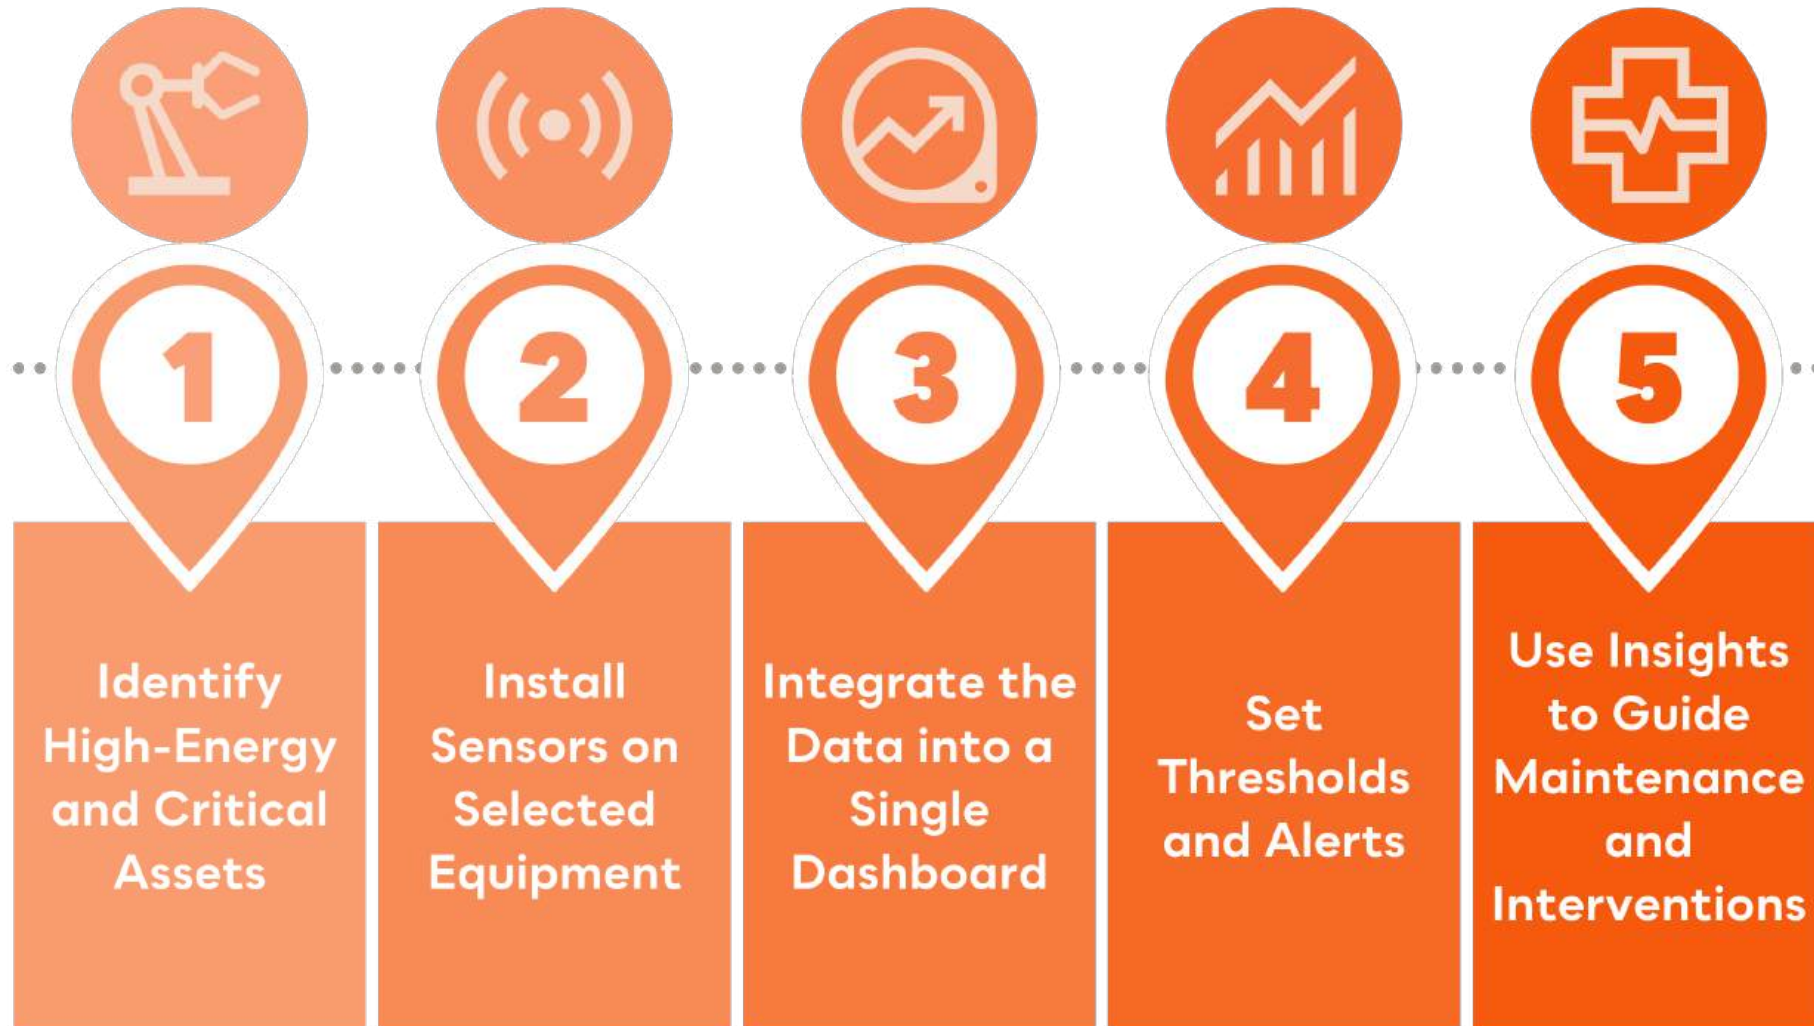 1
2
3
4
5
Identify
High-Energy
and Critical
Assets
Install
Sensors on
Selected
Equipment
Integrate the
Data into a
Single
Dashboard
Set
Thresholds
and Alerts
Use Insights
to Guide
Maintenance
and
Interventions